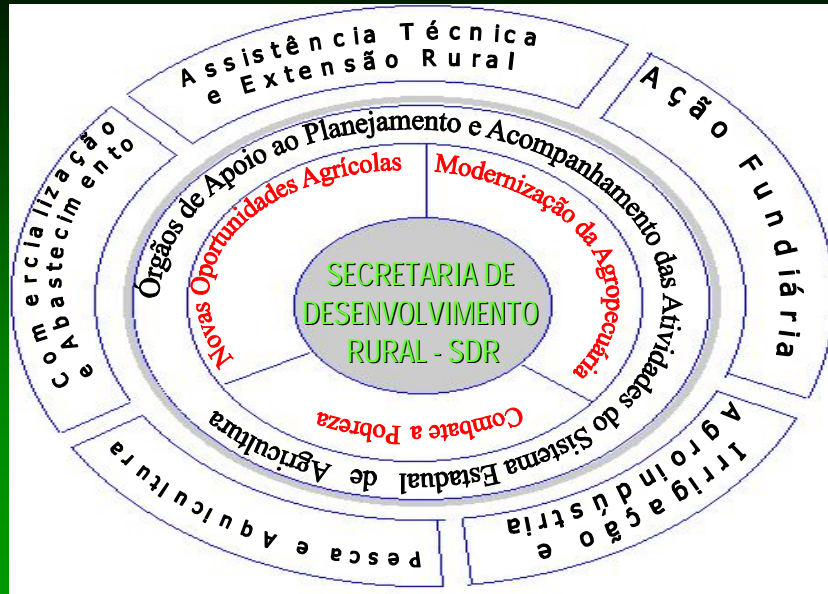 Assistência Técnica
e Extensão Rural
Ação Fundiária
Irrigação e
Agroindústria
Pesca e Aquicultura
Comercialização
e Abastecimento
Órgãos de Apoio ao Planejamento e Acompanhamento das Atividades do Sistema Estadual de Agricultura
Novas Oportunidades Agrícolas
Modernização da Agropecuária
Combate a Pobreza
SECRETARIA DE
DESENVOLVIMENTO
RURAL - SDR